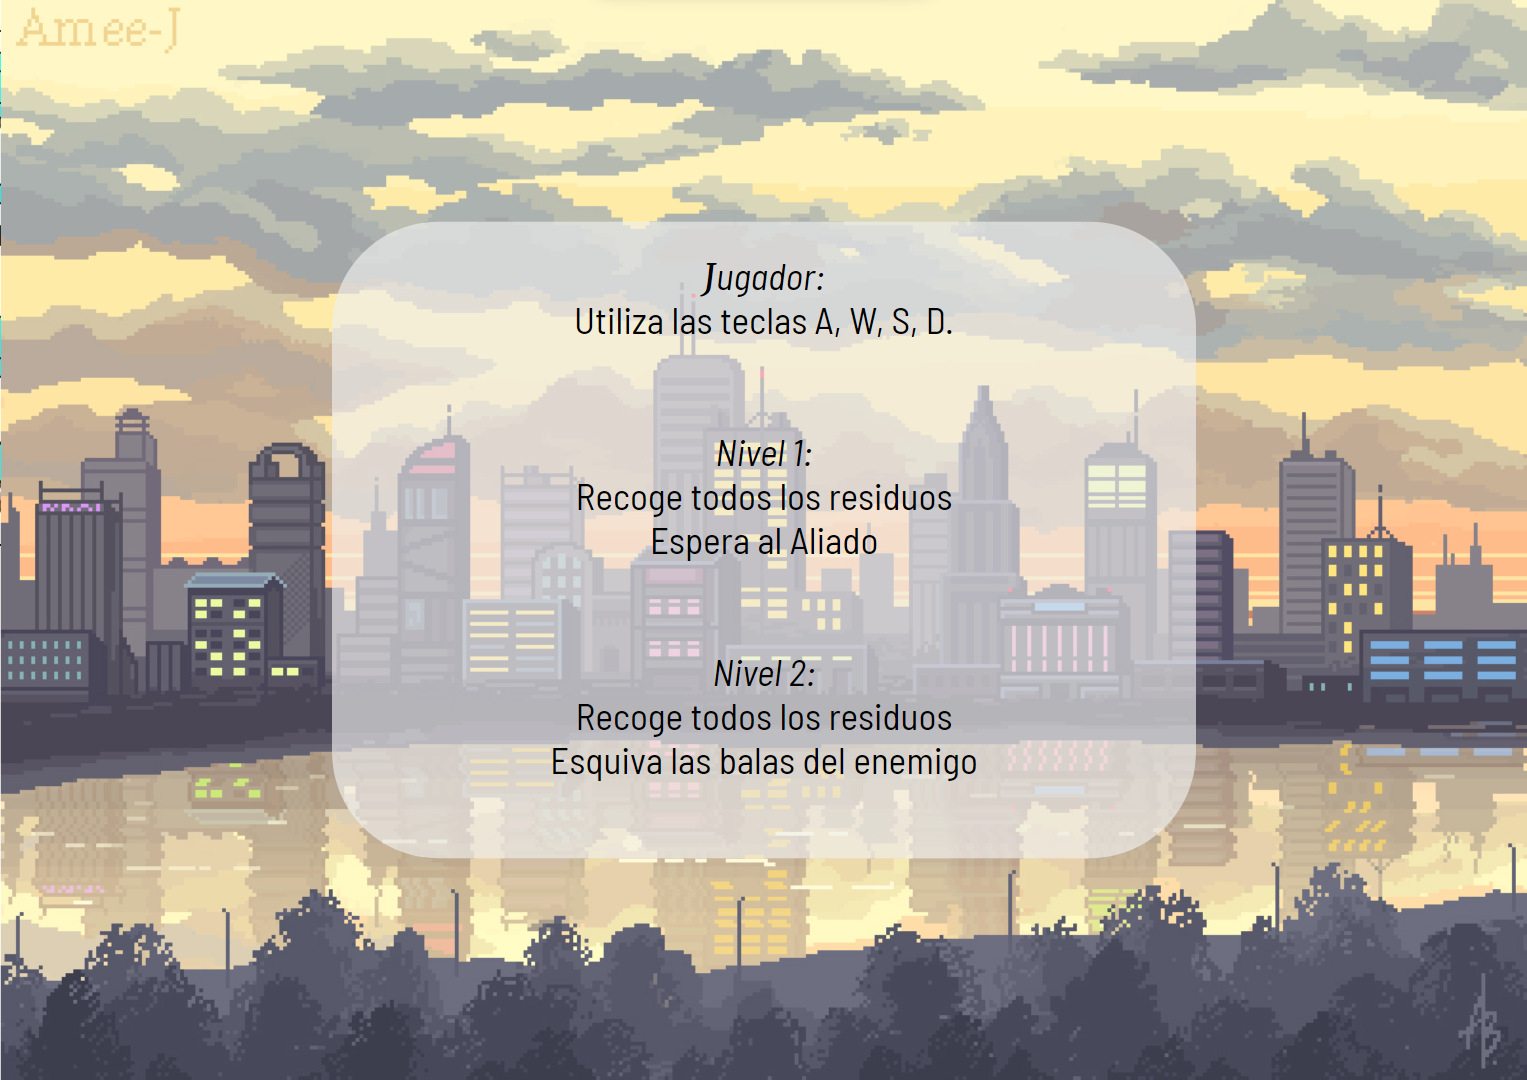 Amee-J
Jugador:
Utiliza las teclas A, W, S, D.
Nivel 1:
Recoge todos los residuos
Espera al Aliado
Nivel 2:
Recoge todos los residuos
Esquiva las balas del enemigo